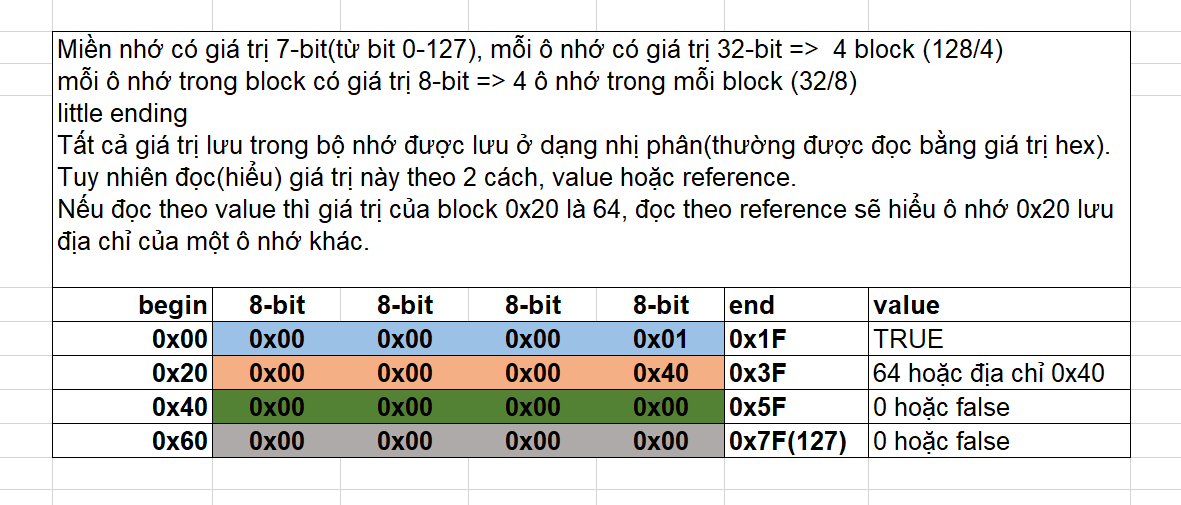 Miền nhớ có giá trị 7-bit(từ bit 0-127), mỗi ô nhớ có giá trị 32-bit => 4 block (128/4)
mỗi ô nhớ trong block có giá trị 8-bit => 4 ô nhớ trong mỗi block (32/8)
little ending
Tất cả giá trị lưu trong bộ nhớ được lưu ở dạng nhị phân(thường được đọc bằng giá trị hex).
Tuy nhiên đọc(hiểu) giá trị này theo 2 cách, value hoặc reference.
Nếu đọc theo value thì giá trị của block 0x20 là 64, đọc theo reference sẽ hiểu ô nhớ 0x20 lưu
địa chỉ của một ô nhớ khác.
begin 8-bit 8-bit 8-bit 8-bit end value
0x00 0x00 0x00 0x00 0x01 0x1F TRUE
0x20 0x00 0x00 0x00 0x40 0x3F 64 hoặc địa chỉ 0x40
0x40 0x00 0x00 0x00 0x00 0x5F 0 hoặc false
0x60 0x00 0x00 0x00 0x00 0x7F(127) 0 hoặc false